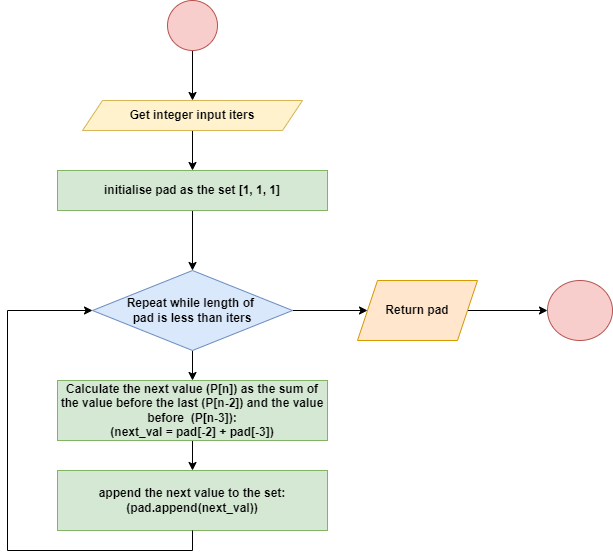 Get integer input iters
initialise pad as the set [1, 1, 1]
Repeat while length of
pad is less than iters
Return pad
Calculate the next value (P[n]) as the sum of
the value before the last (P[n-2]) and the value
before  (P[n-3]):
(next_val = pad[-2] + pad[-3])
append the next value to the set:
(pad.append(next_val))